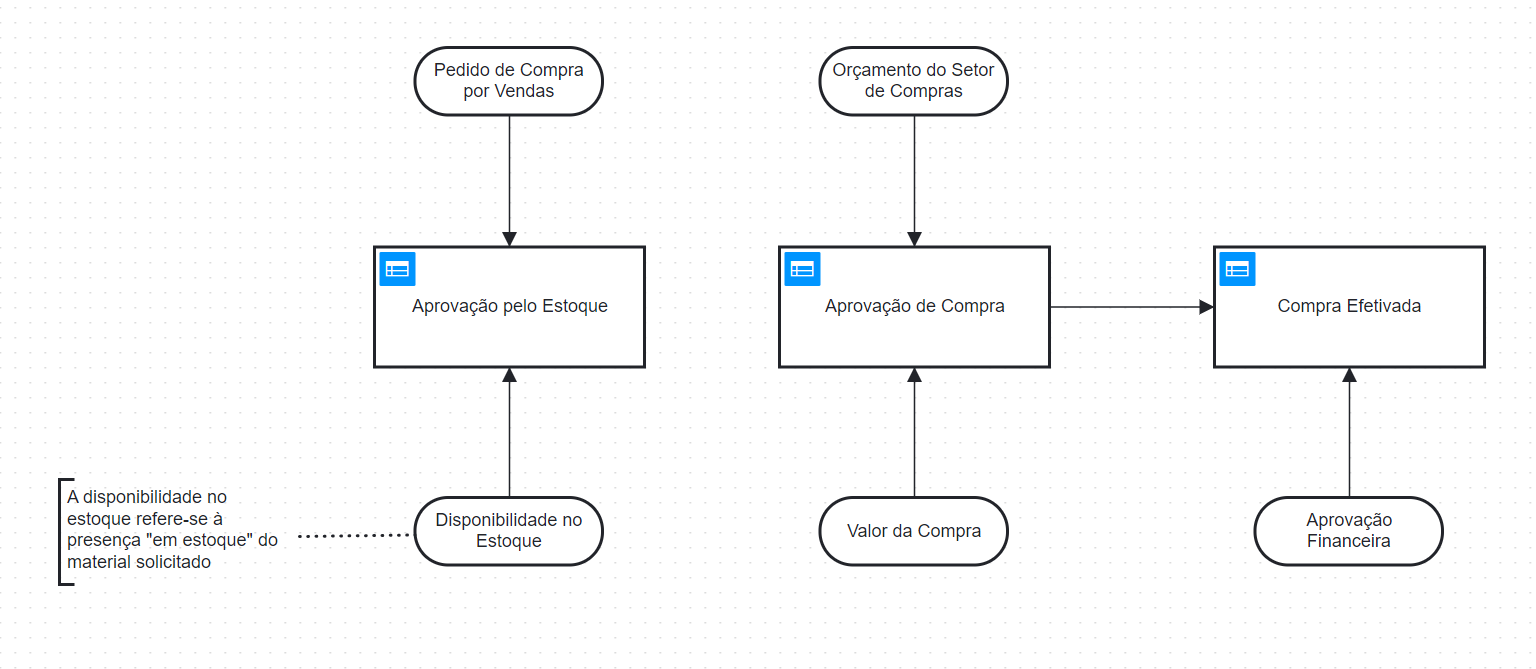 Pedido de Compra
por Vendas
Orçamento do Setor
de Compras
Aprovação pelo Estoque
Aprovação de Compra
Compra Efetivada
A disponibilidade no
estoque refere-se à
presença "em estoque" do
material solicitado
Disponibilidade no
Estoque
Valor da Compra
Aprovação
Financeira